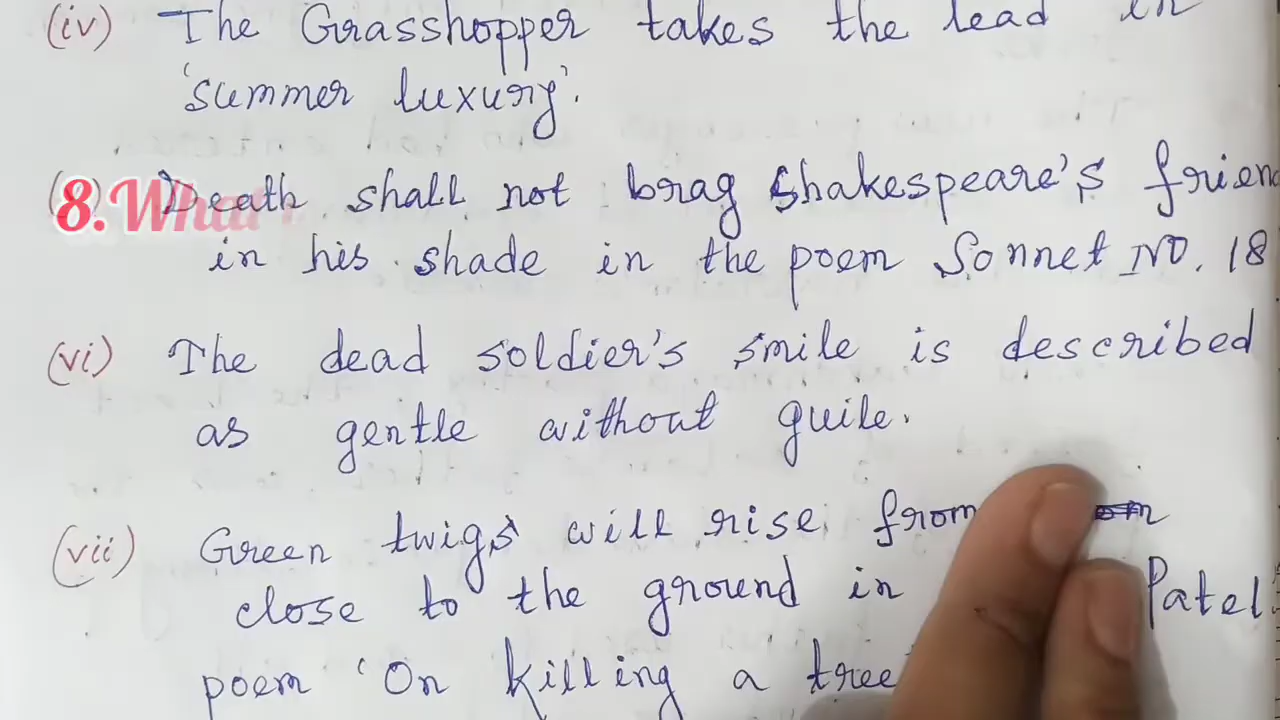 (iv) The Grasshopper takes the lead in
'summer luxury'.
8. What
Death shall not brag Shakespeare's frien
in his shade in the poem Sonnet NO. 18
(vi) The dead soldier's smile is described
as gentle without guile.
(vii) Green twigs will rise from
close to the ground in Patel
poem 'On killing a tree